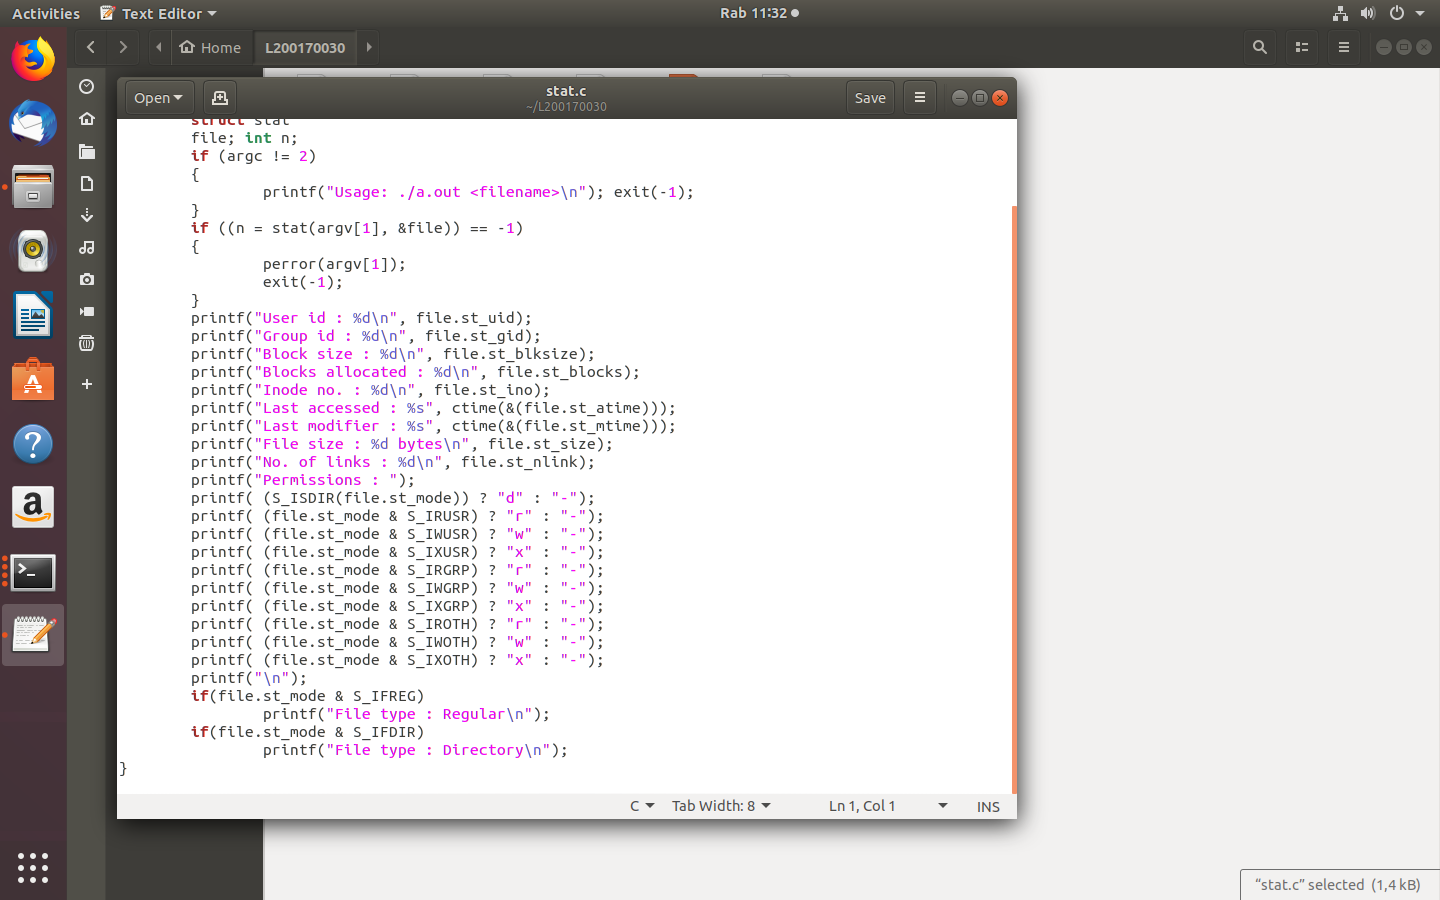 Activities
Text Editor
Rab 11:32
Home
L200170030
Open
stat.c
~/L200170030
Save
struct stat
file; int n;
if (argc != 2)
{
printf("Usage: ./a.out <filename>\n"); exit(-1);
}
if ((n = stat(argv[1], &file)) == -1)
{
perror(argv[1]);
exit(-1);
}
printf("User id : %d\n", file.st_uid);
printf("Group id : %d\n", file.st_gid);
printf("Block size : %d\n", file.st_blksize);
printf("Blocks allocated : %d\n", file.st_blocks);
printf("Inode no. : %d\n", file.st_ino);
printf("Last accessed : %s", ctime(&(file.st_atime)));
printf("Last modifier : %s", ctime(&(file.st_mtime)));
printf("File size : %d bytes\n", file.st_size);
printf("No. of links : %d\n", file.st_nlink);
printf("Permissions : ");
printf( (S_ISDIR(file.st_mode)) ? "d" : "-");
printf( (file.st_mode & S_IRUSR) ? "r" : "-");
printf( (file.st_mode & S_IWUSR) ? "w" : "-");
printf( (file.st_mode & S_IXUSR) ? "x" : "-");
printf( (file.st_mode & S_IRGRP) ? "r" : "-");
printf( (file.st_mode & S_IWGRP) ? "w" : "-");
printf( (file.st_mode & S_IXGRP) ? "x" : "-");
printf( (file.st_mode & S_IROTH) ? "r" : "-");
printf( (file.st_mode & S_IWOTH) ? "w" : "-");
printf( (file.st_mode & S_IXOTH) ? "x" : "-");
printf("\n");
if(file.st_mode & S_IFREG)
printf("File type : Regular\n");
if(file.st_mode & S_IFDIR)
printf("File type : Directory\n");
}
C
Tab Width: 8
Ln 1, Col 1
INS
“stat.c” selected (1,4 kB)